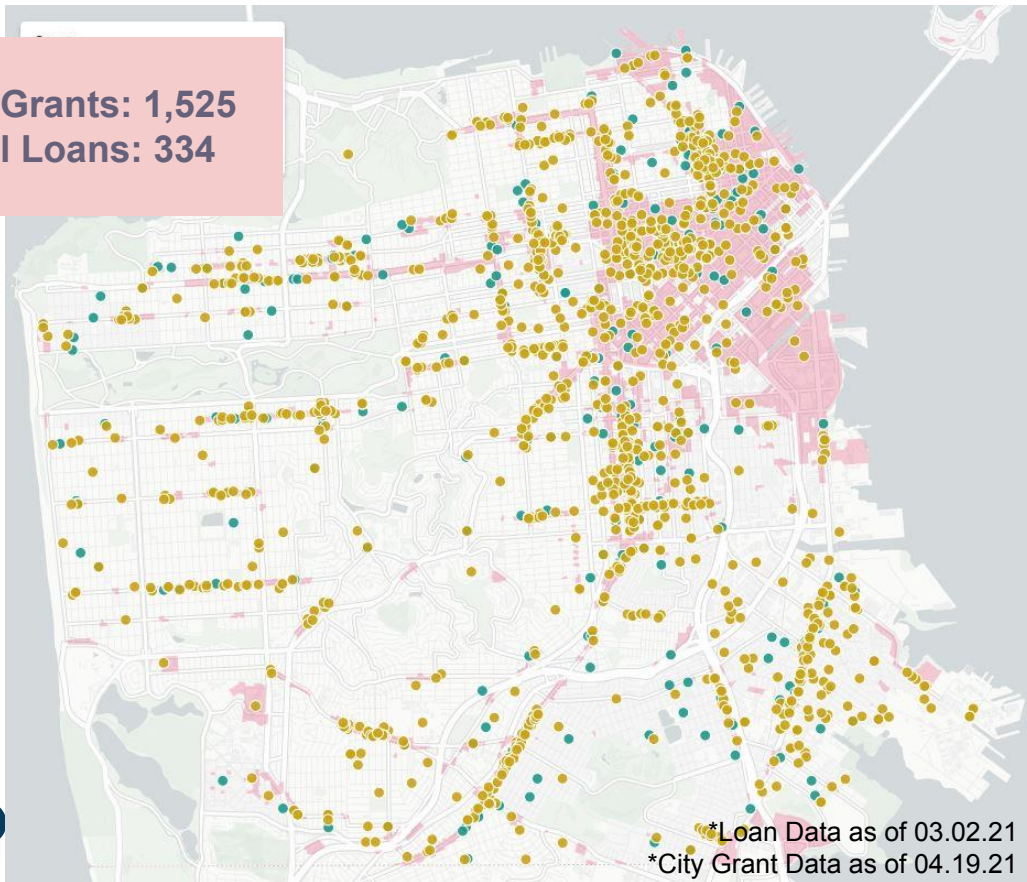 Grants: 1,525
l Loans: 334
*Loan Data as of 03.02.21
*City Grant Data as of 04.19.21